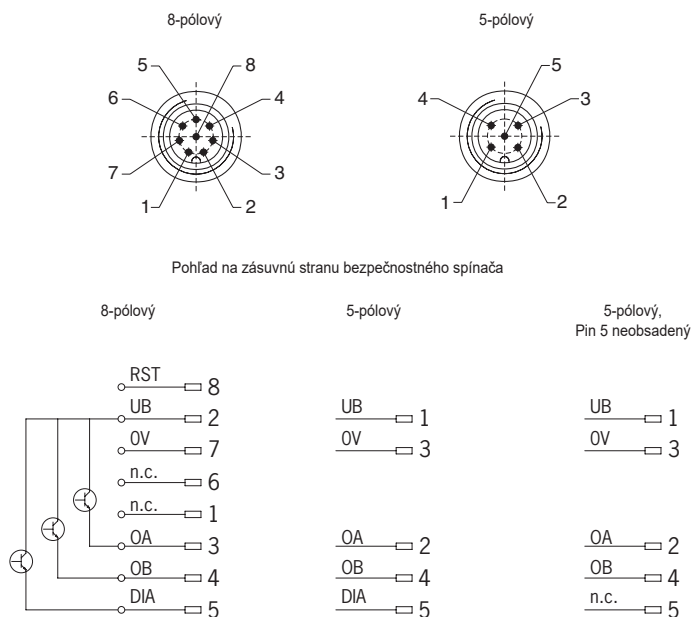 8-pólový
5-pólový
5
8
6
4
7
3
1
2
5
4
3
1
2
Pohľad na zásuvnú stranu bezpečnostného spínača
8-pólový
5-pólový
5-pólový,
Pin 5 neobsadený
RST 8
UB 2
0V 7
n.c. 6
n.c. 1
OA 3
OB 4
DIA 5
UB 1
0V 3
OA 2
OB 4
DIA 5
UB 1
0V 3
OA 2
OB 4
n.c. 5